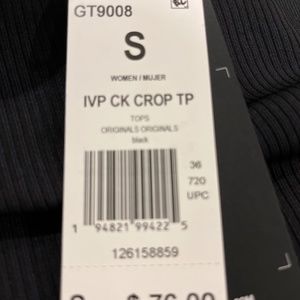 GT9008
S
WOMEN / MUJER
IVP CK CROP TP
TOPS
ORIGINALS ORIGINALS
black
36
720
UPC
1 94821 99422 5
126158859